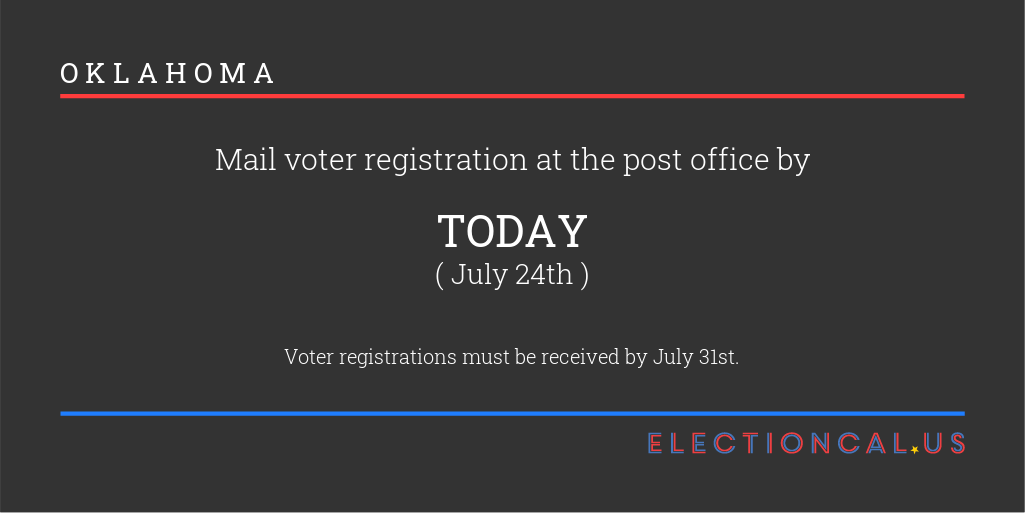 OKLAHOMA
Mail voter registration at the post office by
TODAY
( July 24th )
Voter registrations must be received by July 31st.
ELECTIONCAL.US